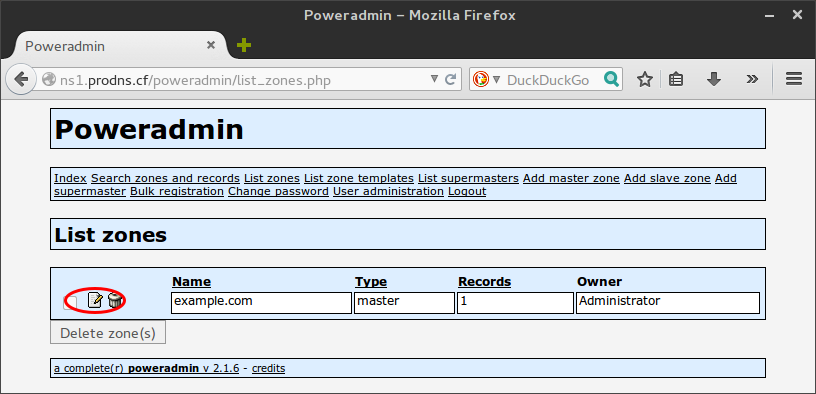 Poweradmin – Mozilla Firefox
Poweradmin
ns1.prodns.cf/poweradmin/list_zones.php
DuckDuckGo
Poweradmin
Index Search zones and records List zones List zone templates List supermasters Add master zone Add slave zone Add
supermaster Bulk registration Change password User administration Logout
List zones
Name Type Records Owner
example.com master 1 Administrator
Delete zone(s)
a complete(r) poweradmin v 2.1.6 - credits